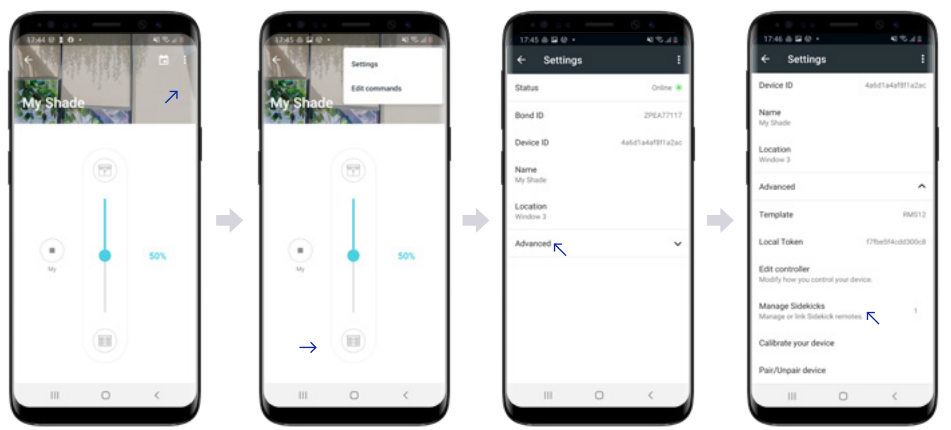 17:44
My Shade
50%
My
17:45
Settings
Edit commands
My Shade
50%
My
17:45
Settings
Status Online
Bond ID ZPEA77117
Device ID 4a6d1a4af8f1a2ac
Name
My Shade
Location
Window 3
Advanced
17:46
Settings
Device ID 4a6d1a4af8f1a2ac
Name
My Shade
Location
Window 3
Advanced
Template RMS12
Local Token f7fbe5f4cdd300c8
Edit controller
Modify how you control your device.
Manage Sidekicks 1
Manage or link Sidekick remotes.
Calibrate your device
Pair/Unpair device